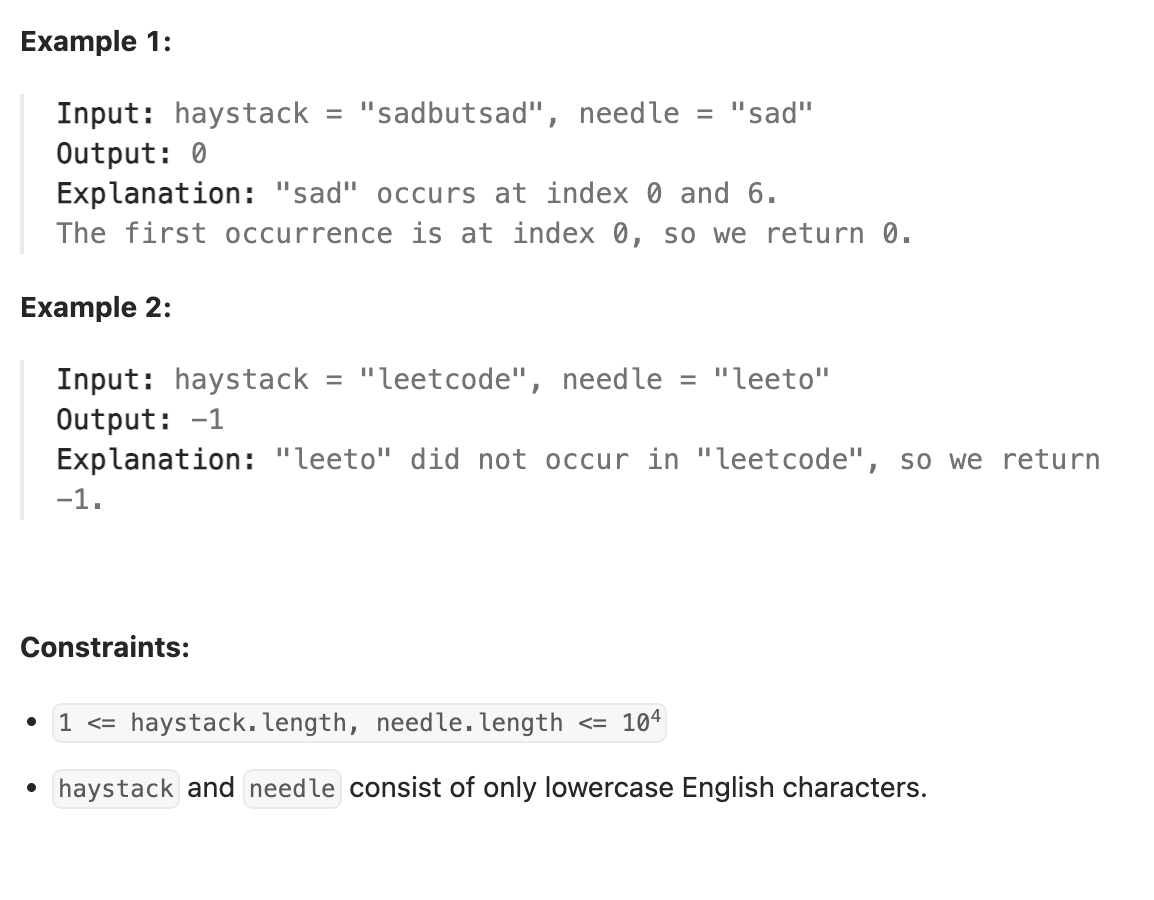 Example 1:
Input: haystack = "sadbutsad", needle = "sad"
Output: 0
Explanation: "sad" occurs at index 0 and 6.
The first occurrence is at index 0, so we return 0.
Example 2:
Input: haystack = "leetcode", needle = "leeto"
Output: -1
Explanation: "leeto" did not occur in "leetcode", so we return
-1.
Constraints:
• 1 <= haystack.length, needle.length <= 10⁴
• haystack and needle consist of only lowercase English characters.